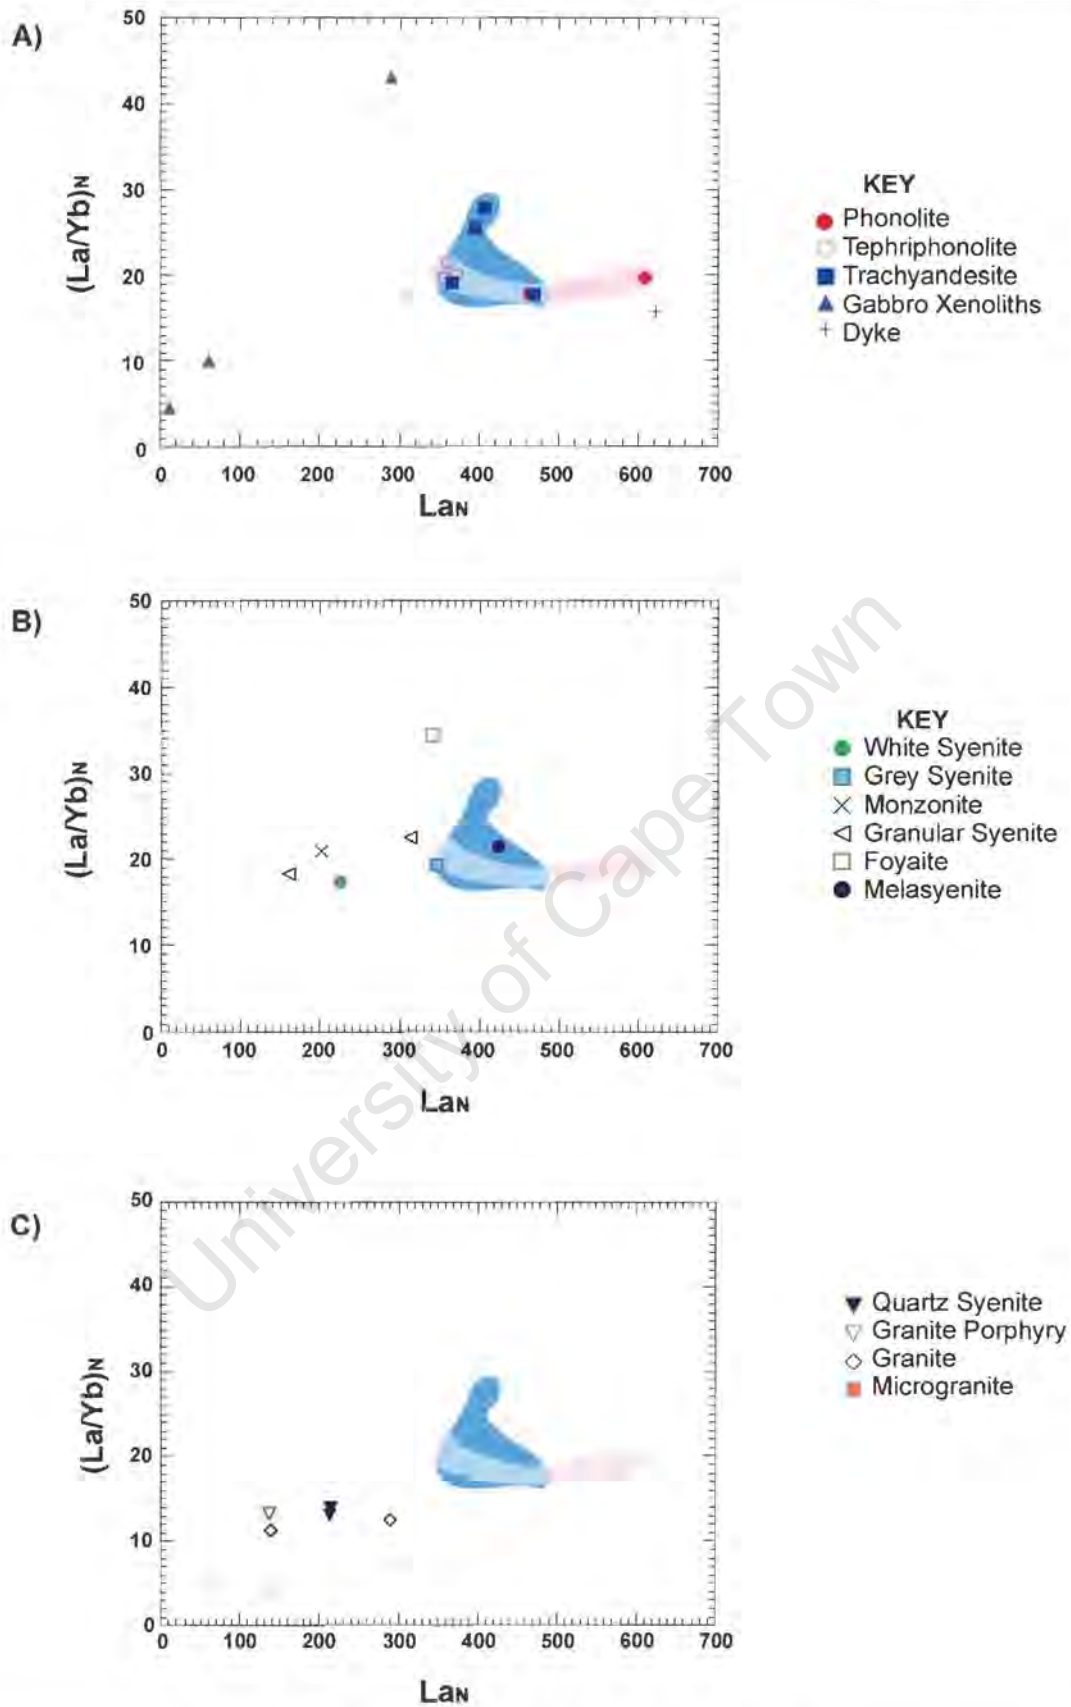 A)
50
40
30
20
10
0
(La/Yb)N
0 100 200 300 400 500 600 700
LaN
KEY
Phonolite
Tephriphonolite
Trachyandesite
Gabbro Xenoliths
Dyke
B)
50
40
30
20
10
0
(La/Yb)N
0 100 200 300 400 500 600 700
LaN
KEY
White Syenite
Grey Syenite
Monzonite
Granular Syenite
Foyaite
Melasyenite
C)
50
40
30
20
10
0
(La/Yb)N
0 100 200 300 400 500 600 700
LaN
Quartz Syenite
Granite Porphyry
Granite
Microgranite
University of Cape Town